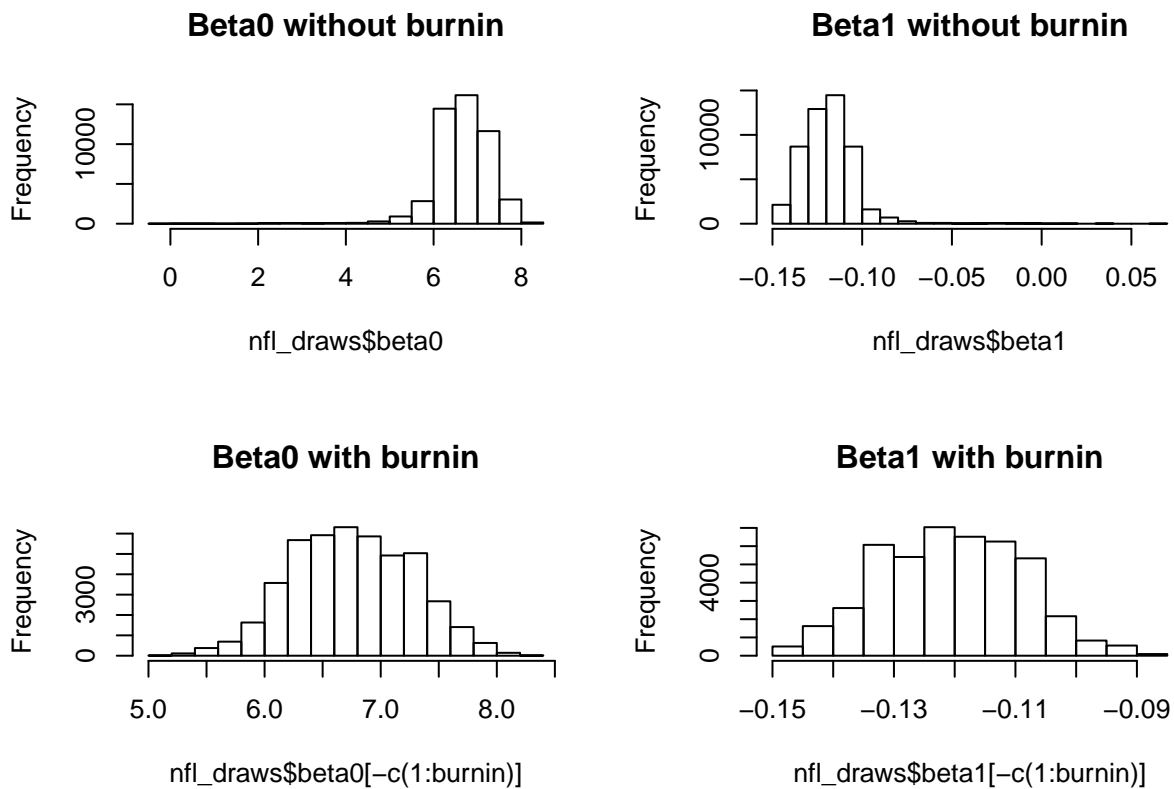 Beta0 without burnin
Frequency
0
10000
0 2 4 6 8
nfl_draws$beta0
Beta1 without burnin
Frequency
0
10000
−0.15 −0.10 −0.05 0.00 0.05
nfl_draws$beta1
Beta0 with burnin
Frequency
0
3000
5.0 6.0 7.0 8.0
nfl_draws$beta0[−c(1:burnin)]
Beta1 with burnin
Frequency
0
4000
−0.15 −0.13 −0.11 −0.09
nfl_draws$beta1[−c(1:burnin)]